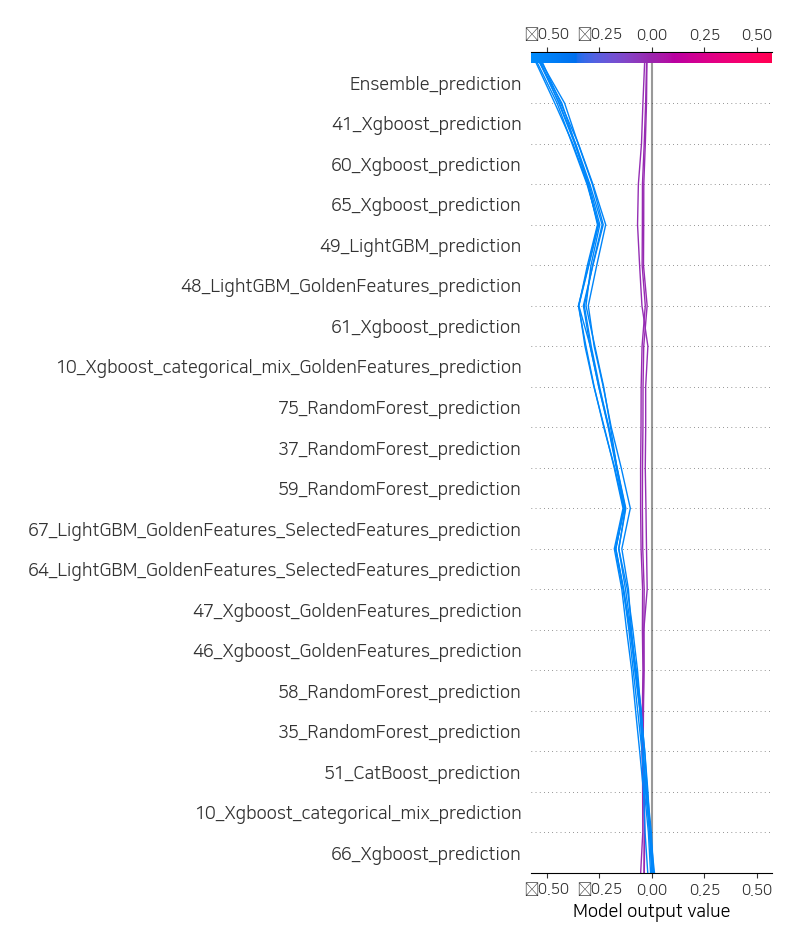 0.50 0.25 0.00 0.25 0.50
Ensemble_prediction
41_Xgboost_prediction
60_Xgboost_prediction
65_Xgboost_prediction
49_LightGBM_prediction
48_LightGBM_GoldenFeatures_prediction
61_Xgboost_prediction
10_Xgboost_categorical_mix_GoldenFeatures_prediction
75_RandomForest_prediction
37_RandomForest_prediction
59_RandomForest_prediction
67_LightGBM_GoldenFeatures_SelectedFeatures_prediction
64_LightGBM_GoldenFeatures_SelectedFeatures_prediction
47_Xgboost_GoldenFeatures_prediction
46_Xgboost_GoldenFeatures_prediction
58_RandomForest_prediction
35_RandomForest_prediction
51_CatBoost_prediction
10_Xgboost_categorical_mix_prediction
66_Xgboost_prediction
0.50 0.25 0.00 0.25 0.50
Model output value